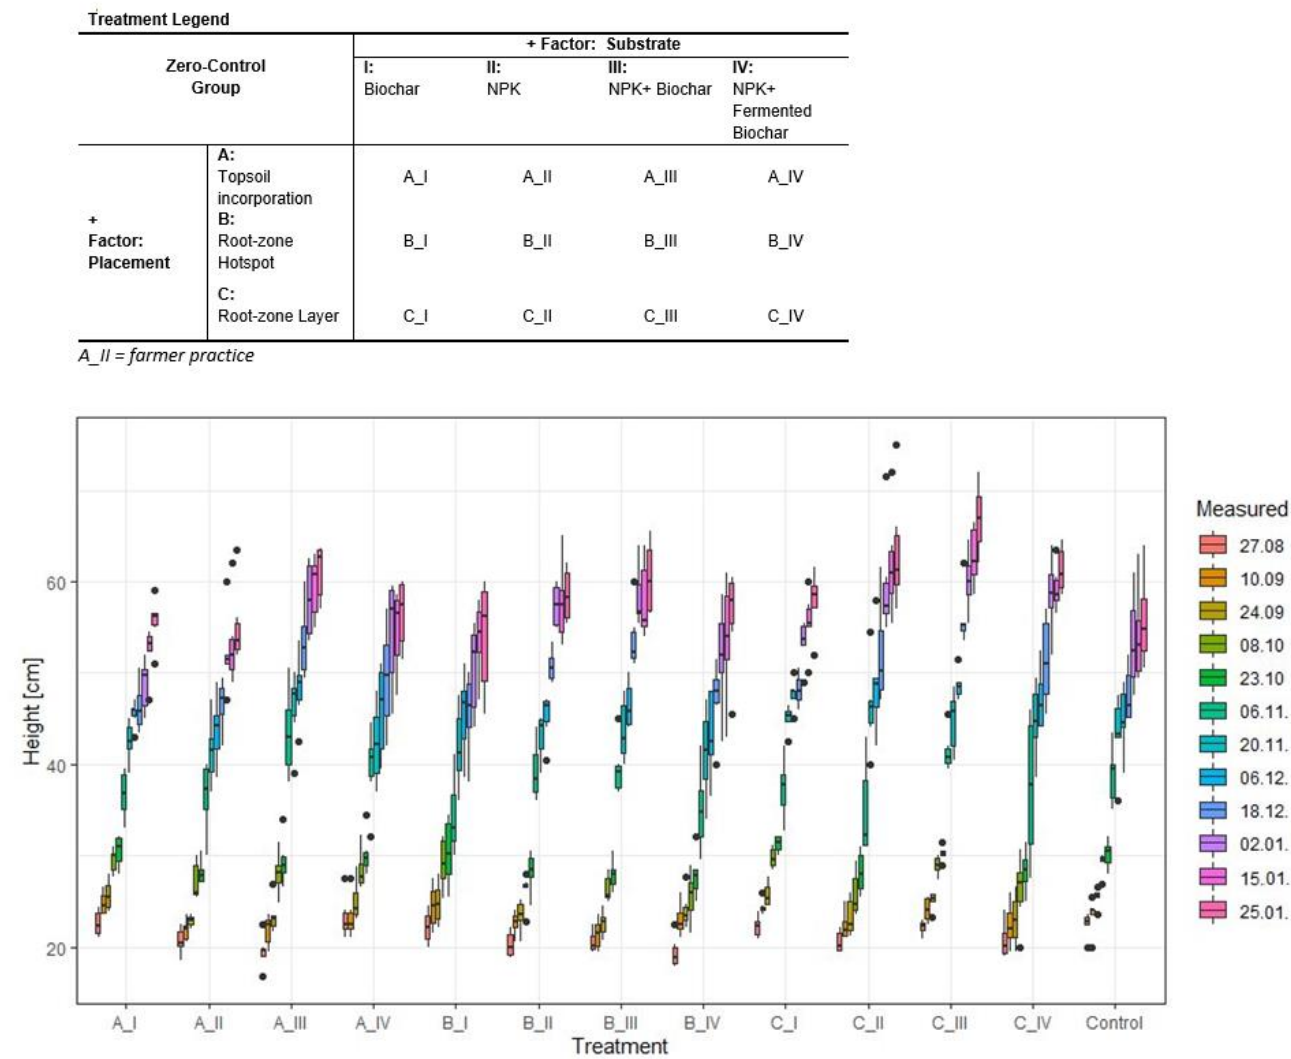 Treatment Legend
+ Factor: Substrate
Zero-Control
Group
I:
Biochar
II:
NPK
III:
NPK+ Biochar
IV:
NPK+
Fermented
Biochar
+
Factor:
Placement
A:
Topsoil
incorporation
A_I A_II A_III A_IV
B:
Root-zone
Hotspot
B_I B_II B_III B_IV
C:
Root-zone Layer
C_I C_II C_III C_IV
A_II = farmer practice
Height [cm]
60
40
20
A_I A_II A_III A_IV B_I B_II B_III B_IV C_I C_II C_III C_IV Control
Treatment
Measured
27.08
10.09
24.09
08.10
23.10
06.11.
20.11.
06.12.
18.12.
02.01.
15.01.
25.01.